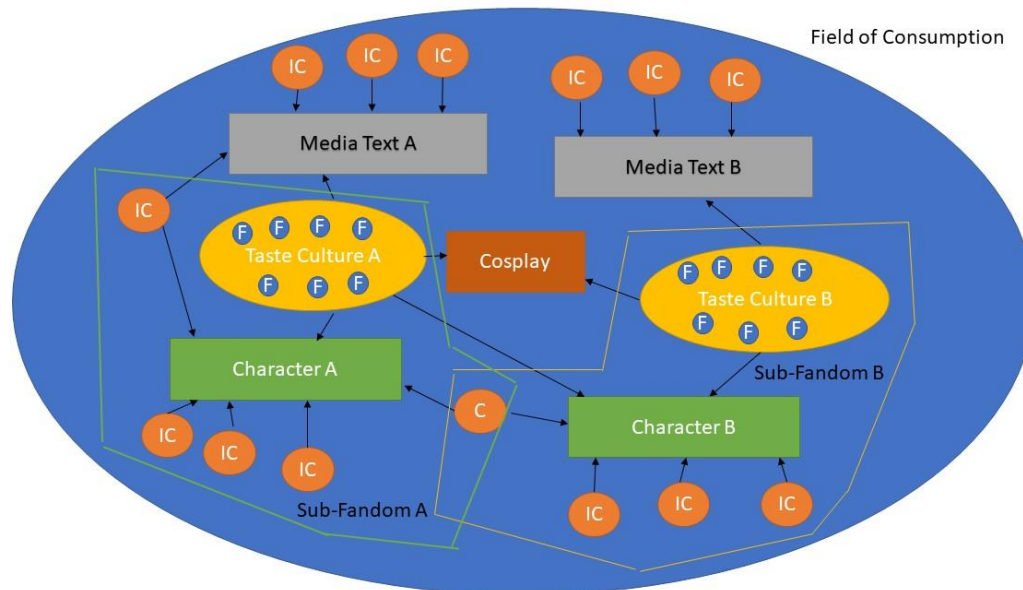 Field of Consumption
IC
IC
IC
IC
IC
IC
Media Text A
Media Text B
IC
F
F
F
F
Taste Culture A
F
F
F
Cosplay
F
F
F
F
Taste Culture B
F
F
F
Character A
Sub-Fandom B
C
Character B
IC
IC
IC
Sub-Fandom A
IC
IC
IC